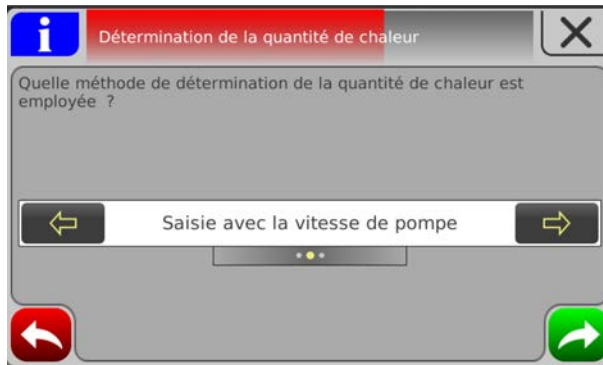 i
Détermination de la quantité de chaleur
Quelle méthode de détermination de la quantité de chaleur est
employée ?
Saisie avec la vitesse de pompe